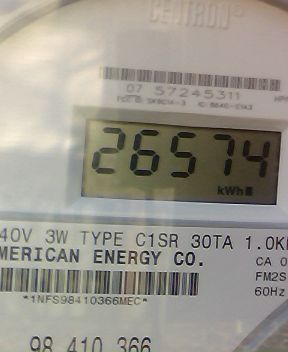 CENTRON®
07 57245311
26574
kWh
40V 3W TYPE C1SR 30TA 1.0K
MERICAN ENERGY CO.
CA 0
FM2S
*1NFS98410366MEC*
60Hz
98 410 366